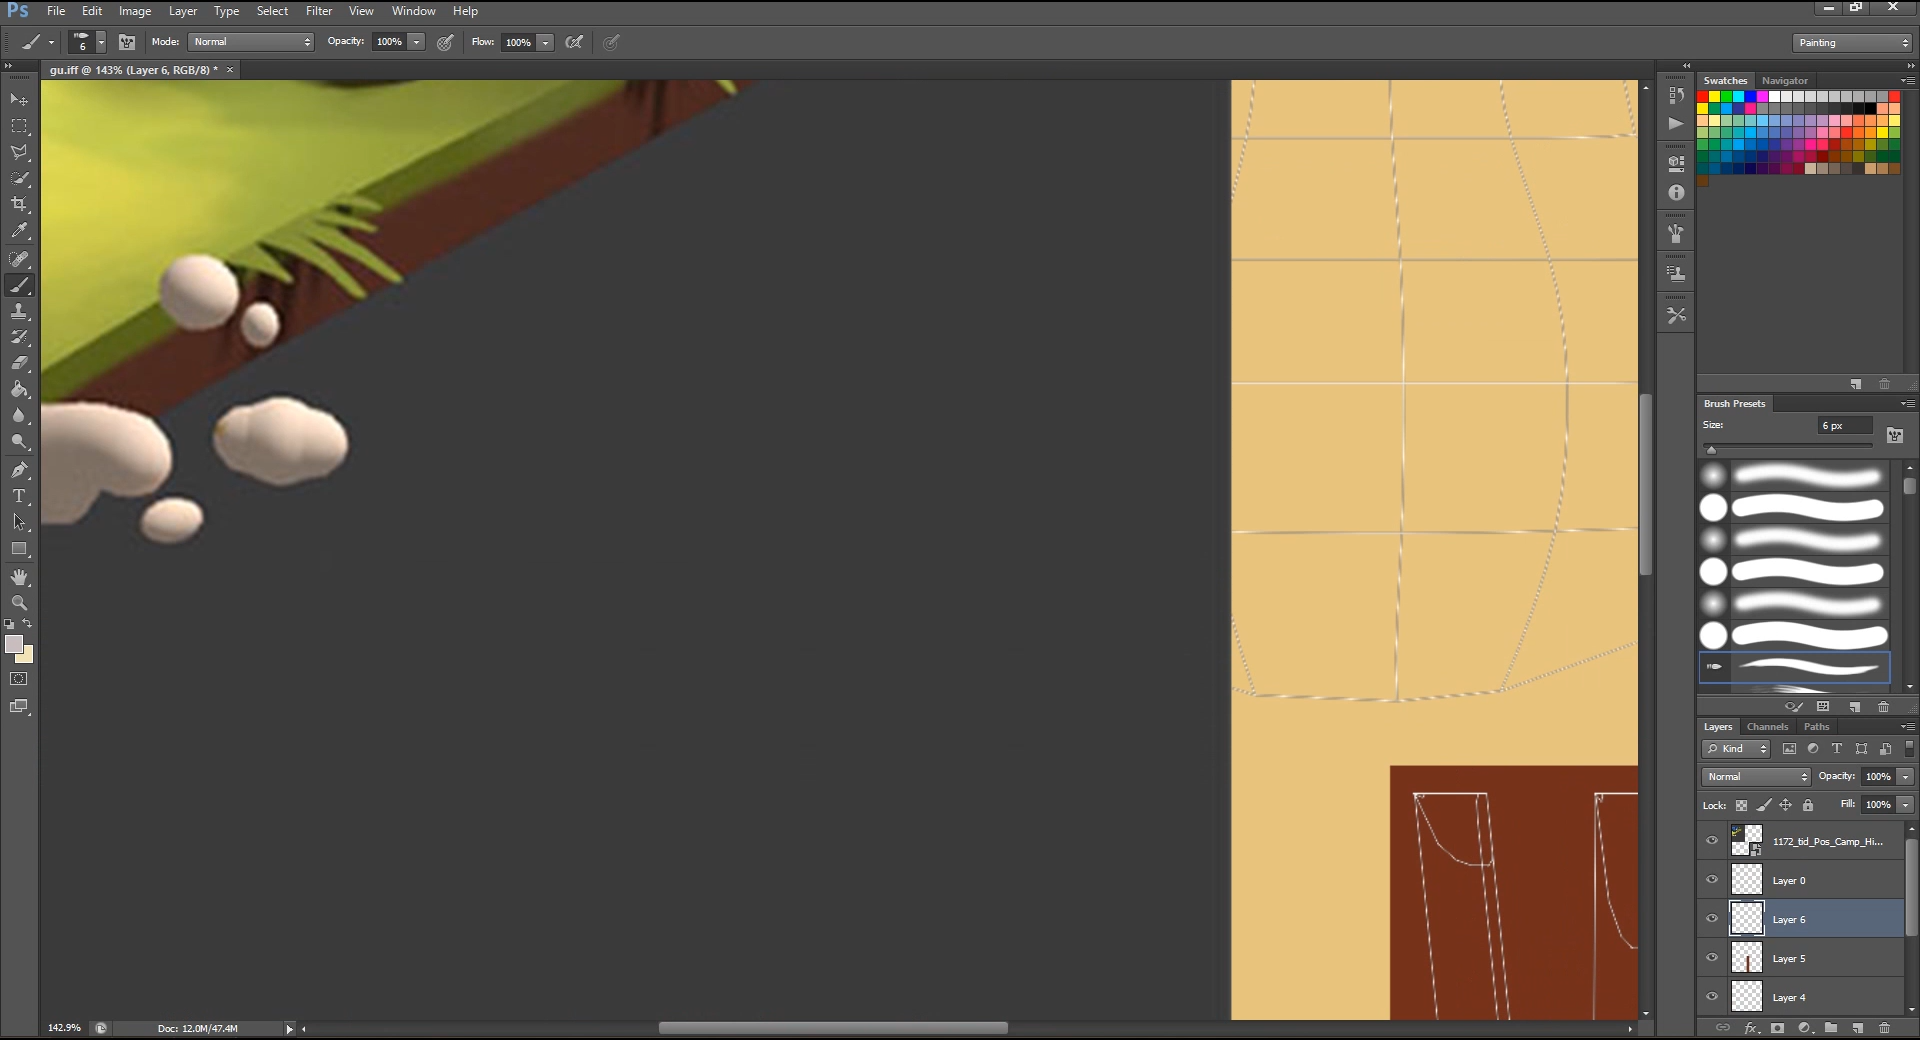 Ps File Edit Image Layer Type Select Filter View Window Help
6 Mode: Normal Opacity: 100% Flow: 100% Painting
gu.iff @ 143% (Layer 6, RGB/8) * ×
Swatches Navigator
Brush Presets
Size: 6 px
Layers Channels Paths
Kind
Normal Opacity: 100%
Lock: Fill: 100%
1172_tid_Pos_Camp_Hi...
Layer 0
Layer 6
Layer 5
Layer 4
fx
142.9% Doc: 12.0M/47.4M